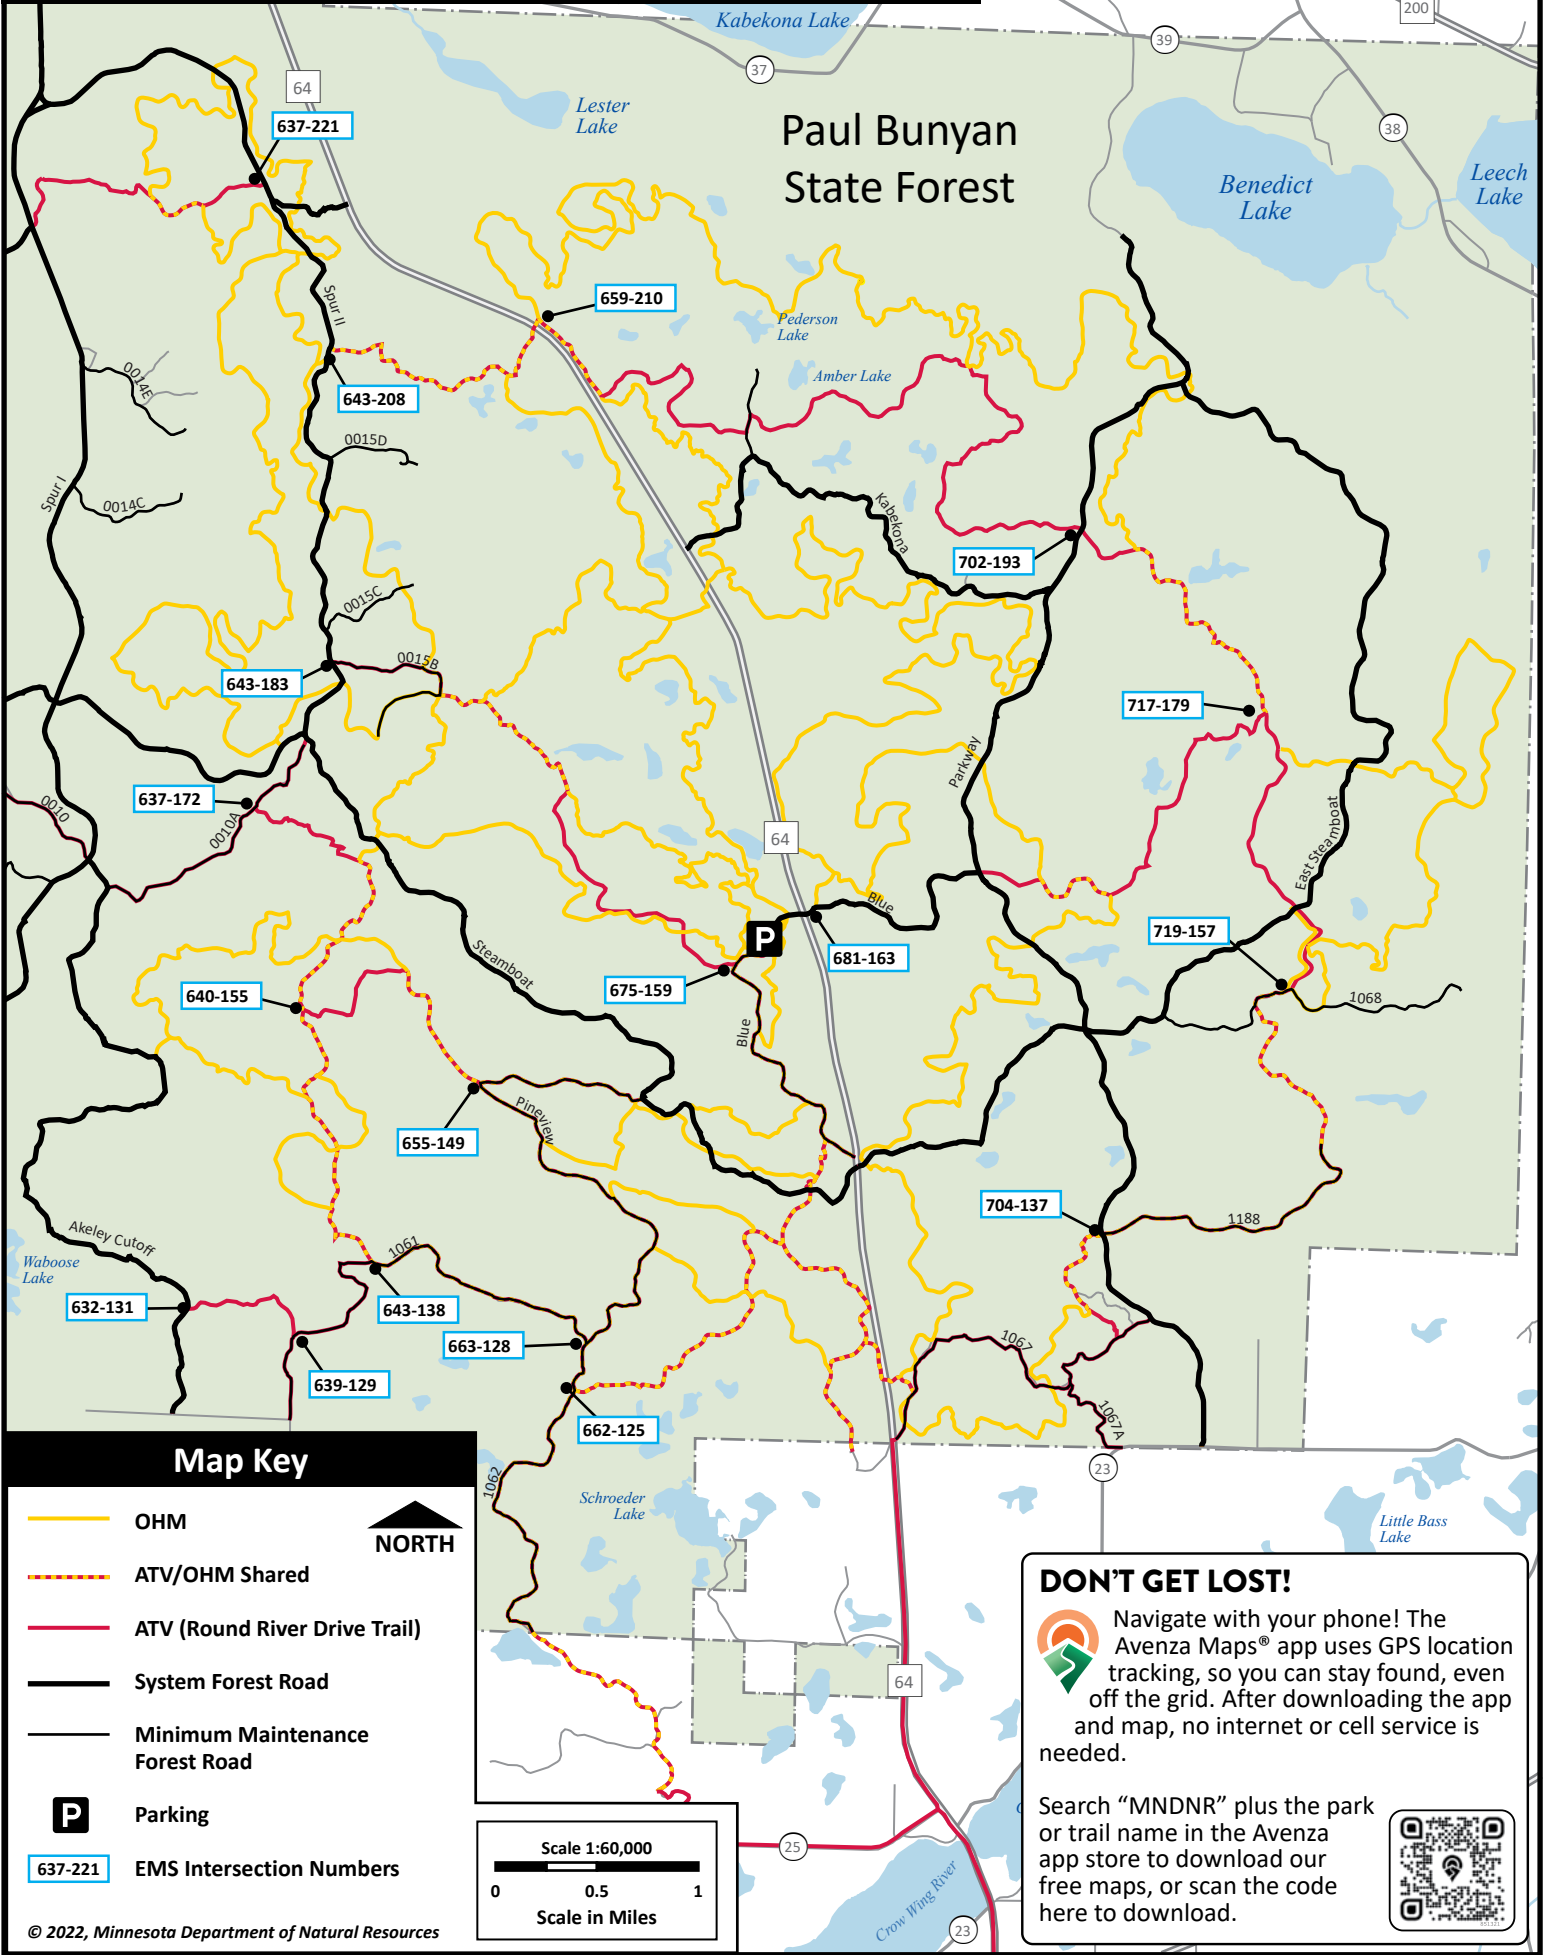 Kabekona Lake
200
39
37
64
637-221
Lester
Lake
Paul Bunyan
State Forest
38
Benedict
Lake
Leech
Lake
Spur II
659-210
Pederson
Lake
Amber Lake
643-208
0014E
0015D
Spur I
0014C
Kabekona
702-193
0015C
0015B
643-183
717-179
Parkway
637-172
0010
0010A
64
East Steamboat
Blue
P
681-163
719-157
Steamboat
675-159
640-155
1068
Blue
Pineview
655-149
704-137
1188
Akeley Cutoff
Waboose
Lake
1061
632-131
643-138
663-128
1067
639-129
662-125
1067A
23
1062
Schroeder
Lake
Little Bass
Lake
Map Key
OHM
NORTH
ATV/OHM Shared
ATV (Round River Drive Trail)
System Forest Road
Minimum Maintenance
Forest Road
P Parking
637-221 EMS Intersection Numbers
© 2022, Minnesota Department of Natural Resources
Scale 1:60,000
0 0.5 1
Scale in Miles
64
25
Crow Wing River
23
DON'T GET LOST!
Navigate with your phone! The
Avenza Maps® app uses GPS location
tracking, so you can stay found, even
off the grid. After downloading the app
and map, no internet or cell service is
needed.
Search “MNDNR” plus the park
or trail name in the Avenza
app store to download our
free maps, or scan the code
here to download.